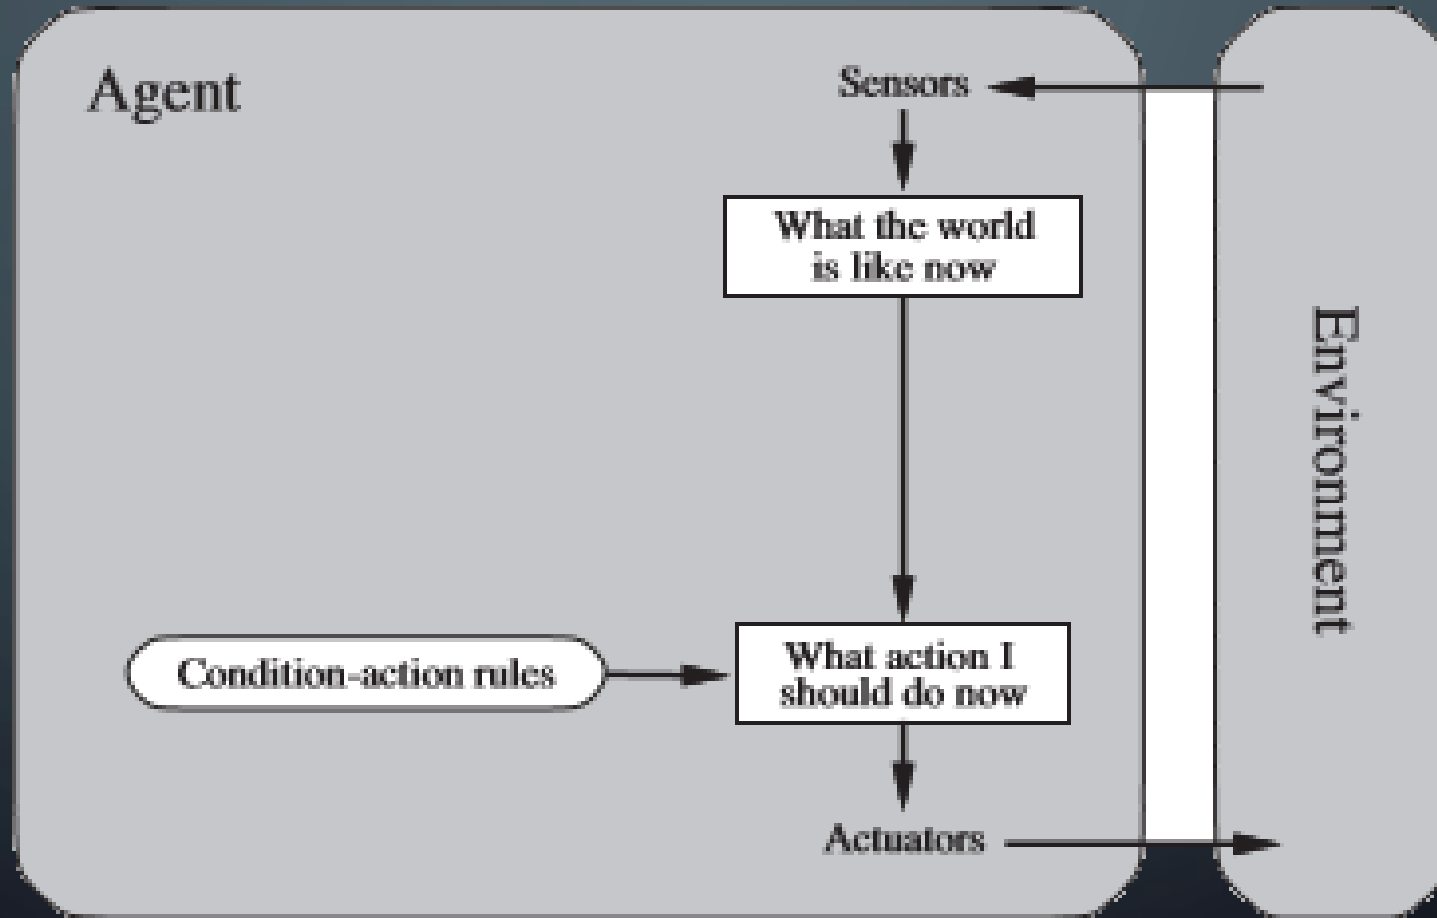 Agent
Sensors
What the world
is like now
Environment
Condition-action rules
What action I
should do now
Actuators